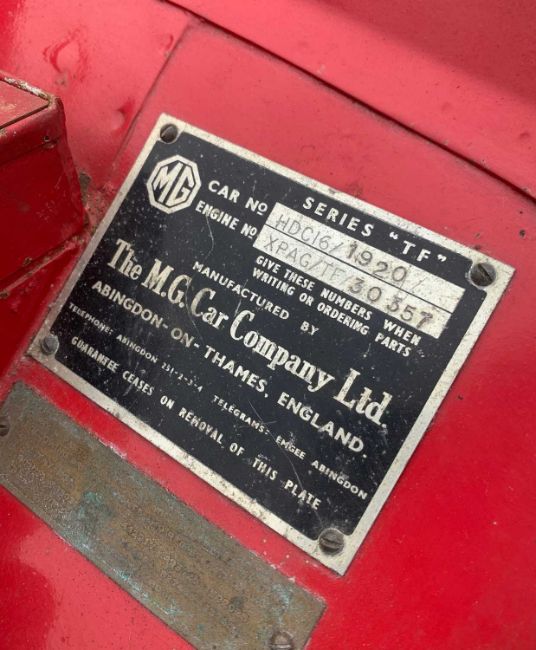 MG
SERIES "TF"
CAR NO HDC16/1920/
ENGINE NO XPAG/TF/30357
GIVE THESE NUMBERS WHEN
WRITING OR ORDERING PARTS
MANUFACTURED BY
The M.G. Car Company Ltd.
ABINGDON-ON-THAMES, ENGLAND.
TELEPHONE: ABINGDON 251-2-3-4 TELEGRAMS: EMGEE ABINGDON
GUARANTEE CEASES ON REMOVAL OF THIS PLATE